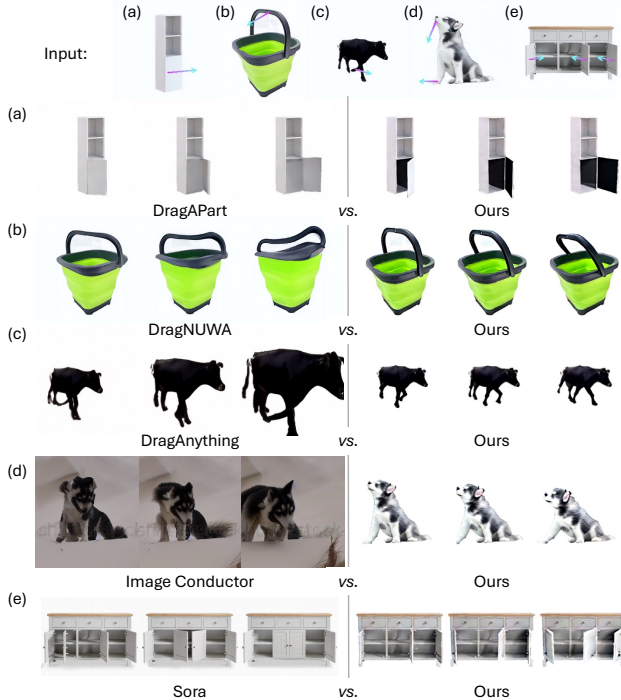 (a) (b) (c) (d) (e)
Input:
(a)
DragAPart vs. Ours
(b)
DragNUWA vs. Ours
(c)
DragAnything vs. Ours
(d)
Image Conductor vs. Ours
(e)
Sora vs. Ours